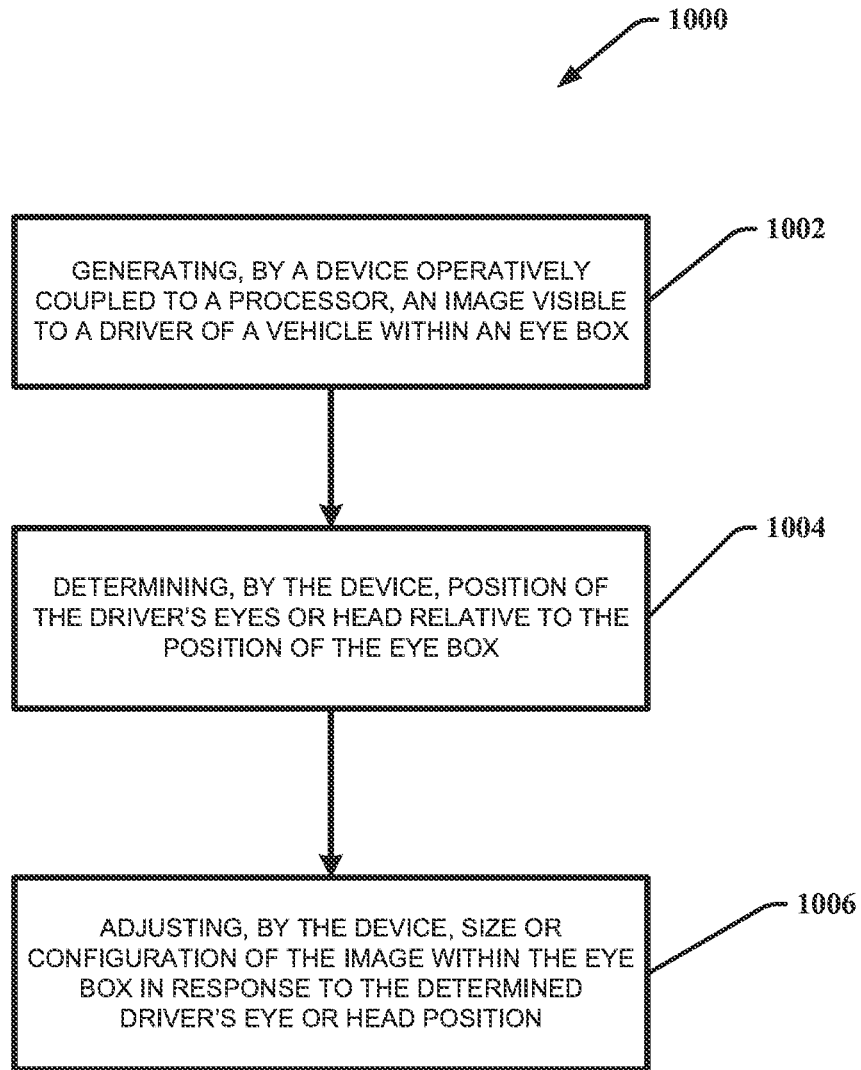 1000
1002
GENERATING, BY A DEVICE OPERATIVELY
COUPLED TO A PROCESSOR, AN IMAGE VISIBLE
TO A DRIVER OF A VEHICLE WITHIN AN EYE BOX
1004
DETERMINING, BY THE DEVICE, POSITION OF
THE DRIVER'S EYES OR HEAD RELATIVE TO THE
POSITION OF THE EYE BOX
1006
ADJUSTING, BY THE DEVICE, SIZE OR
CONFIGURATION OF THE IMAGE WITHIN THE EYE
BOX IN RESPONSE TO THE DETERMINED
DRIVER'S EYE OR HEAD POSITION